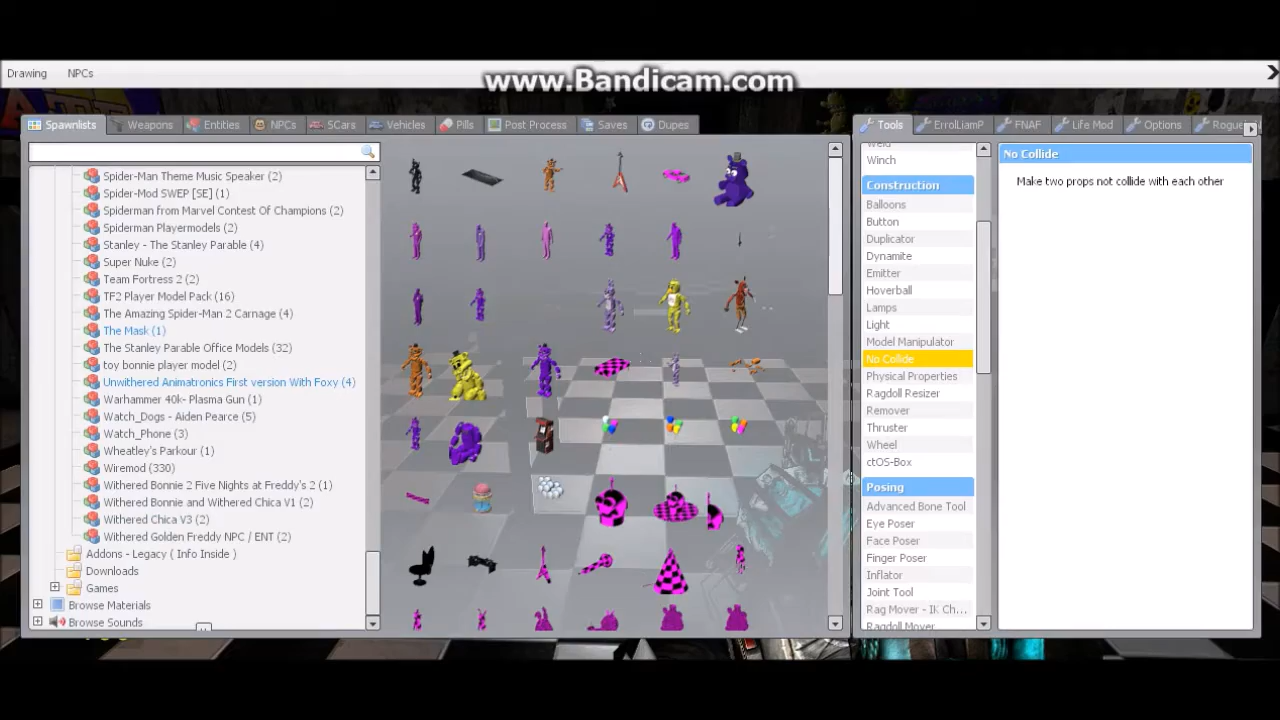 www.Bandicam.com
Drawing NPCs
Spawnlists Weapons Entities NPCs SCars Vehicles Pills Post Process Saves Dupes
Spider-Man Theme Music Speaker (2)
Spider-Mod SWEP [SE] (1)
Spiderman from Marvel Contest Of Champions (2)
Spiderman Playermodels (2)
Stanley - The Stanley Parable (4)
Super Nuke (2)
Team Fortress 2 (2)
TF2 Player Model Pack (16)
The Amazing Spider-Man 2 Carnage (4)
The Mask (1)
The Stanley Parable Office Models (32)
toy bonnie player model (2)
Unwithered Animatronics First version With Foxy (4)
Warhammer 40k- Plasma Gun (1)
Watch_Dogs - Aiden Pearce (5)
Watch_Phone (3)
Wheatley's Parkour (1)
Wiremod (330)
Withered Bonnie 2 Five Nights at Freddy's 2 (1)
Withered Bonnie and Withered Chica V1 (2)
Withered Chica V3 (2)
Withered Golden Freddy NPC / ENT (2)
Addons - Legacy ( Info Inside )
Downloads
Games
Browse Materials
Browse Sounds
Tools ErrolLiamP FNAF Life Mod Options Rogue
Weld
Winch
Construction
Balloons
Button
Duplicator
Dynamite
Emitter
Hoverball
Lamps
Light
Model Manipulator
No Collide
Physical Properties
Ragdoll Resizer
Remover
Thruster
Wheel
ctOS-Box
Posing
Advanced Bone Tool
Eye Poser
Face Poser
Finger Poser
Inflator
Joint Tool
Rag Mover - IK Ch...
Ragdoll Mover
No Collide
Make two props not collide with each other